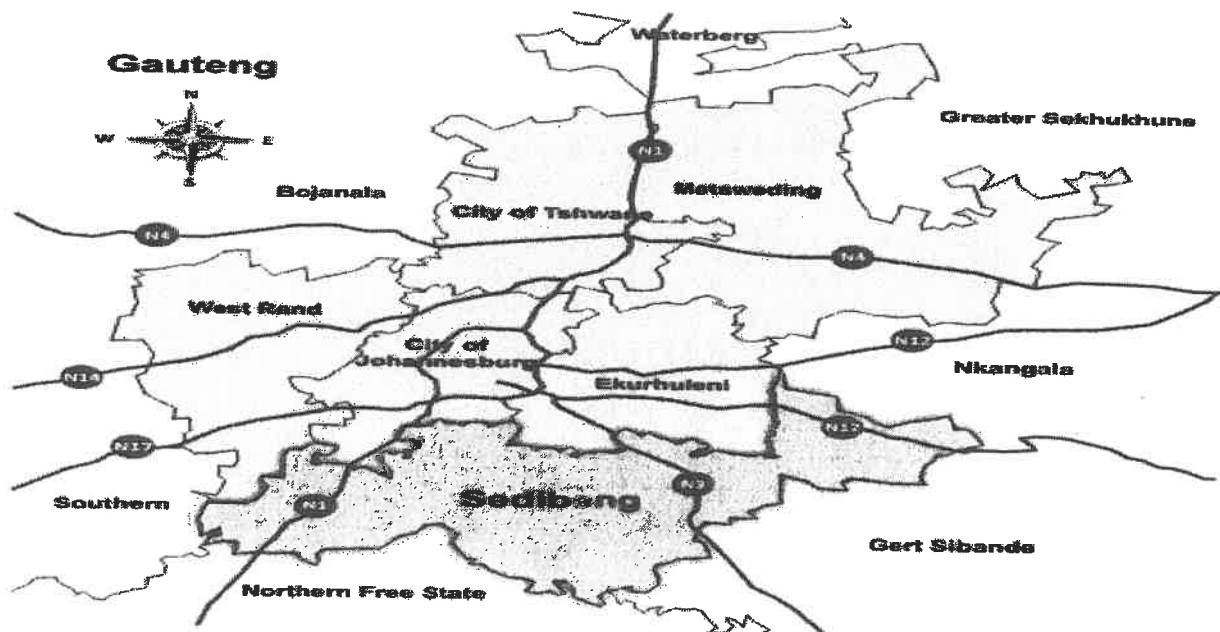 Waterberg
Gauteng
N
W E
S
Greater Sekhukhune
N1
Metsweding
Bojanala
City of Tshwane
N4
N4
West Rand
City of
Johannesburg
N12
Nkangala
N14
Ekurhuleni
N12
N17
Southern
Sedibeng
N1
N3
Gert Sibande
Northern Free State